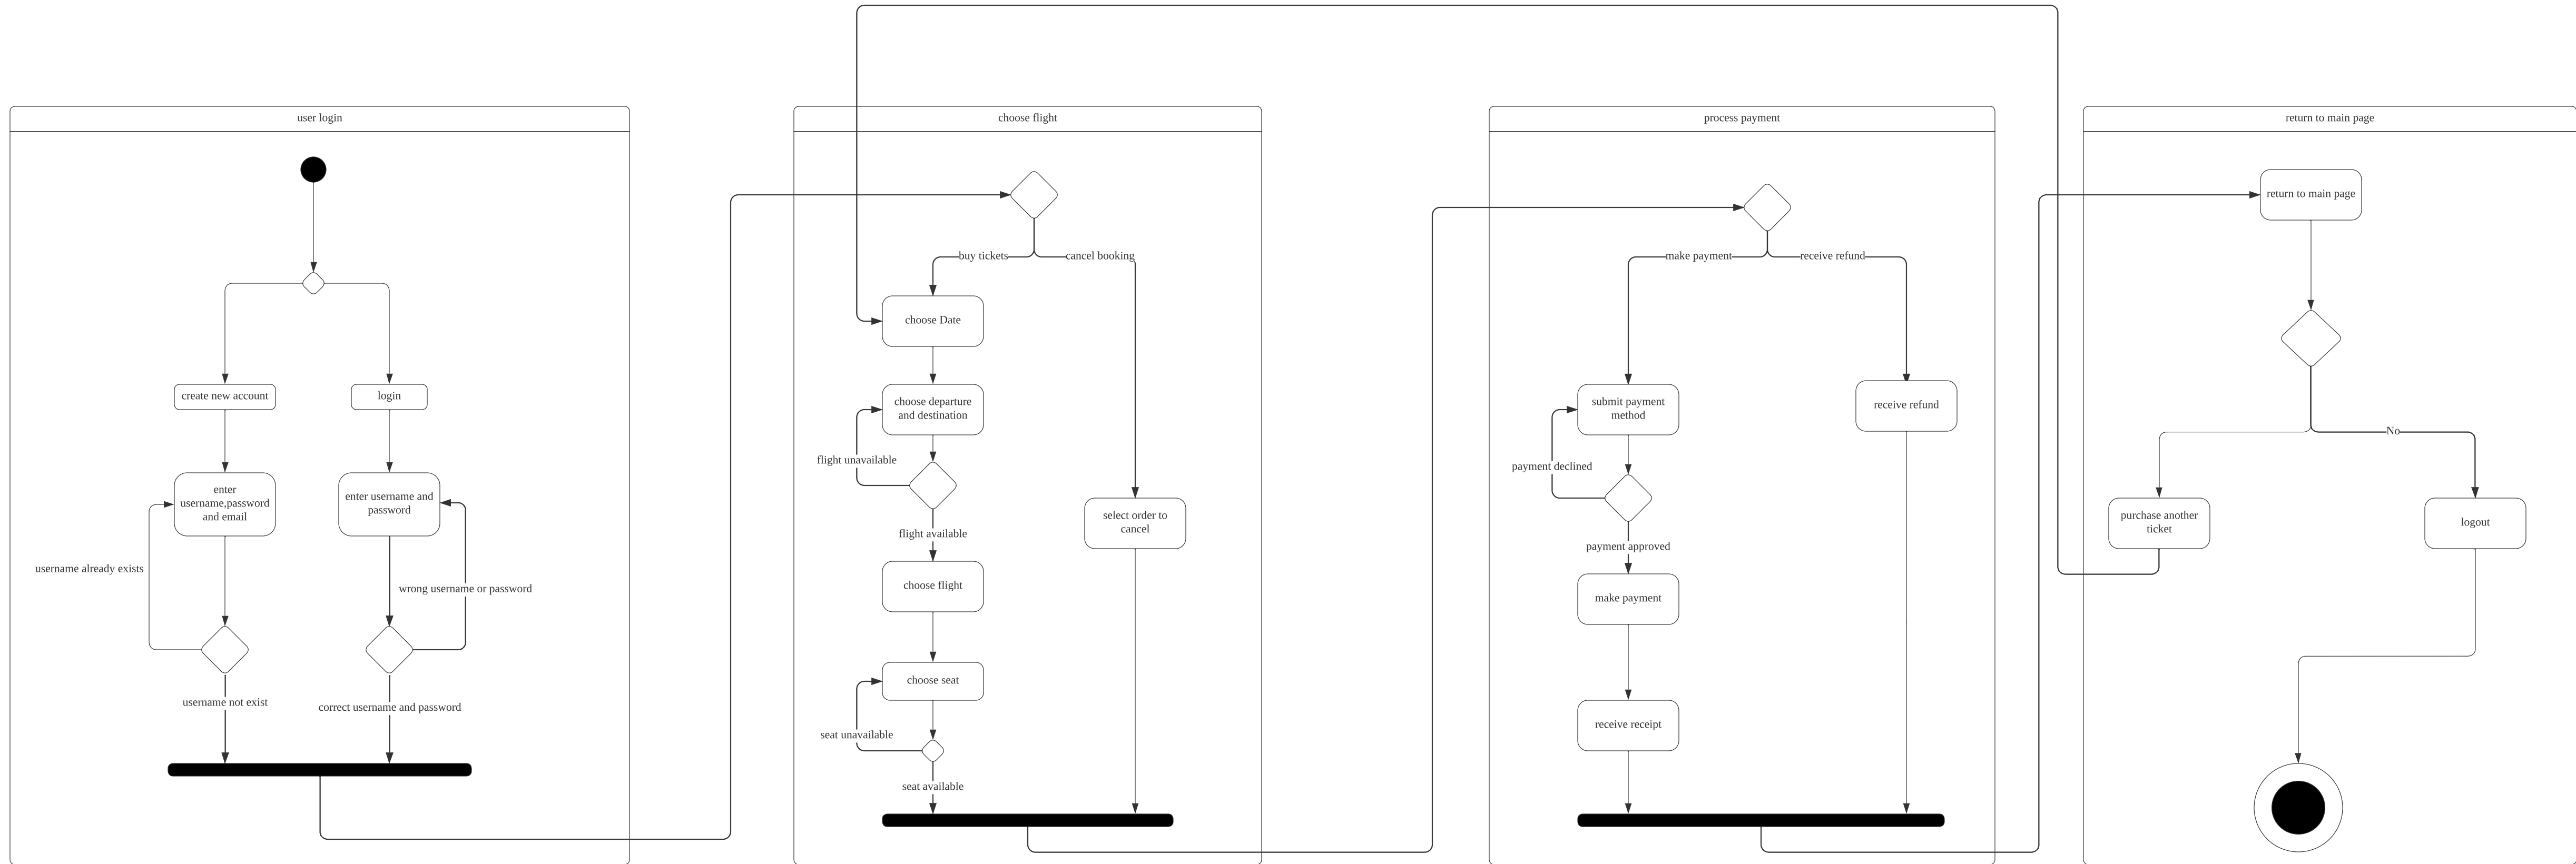 user login
create new account
login
enter
username,password
and email
enter username and
password
username already exists
wrong username or password
username not exist
correct username and password
choose flight
buy tickets
cancel booking
choose Date
choose departure
and destination
flight unavailable
flight available
select order to
cancel
choose flight
choose seat
seat unavailable
seat available
process payment
make payment
receive refund
submit payment
method
receive refund
payment declined
payment approved
make payment
receive receipt
return to main page
return to main page
No
purchase another
ticket
logout